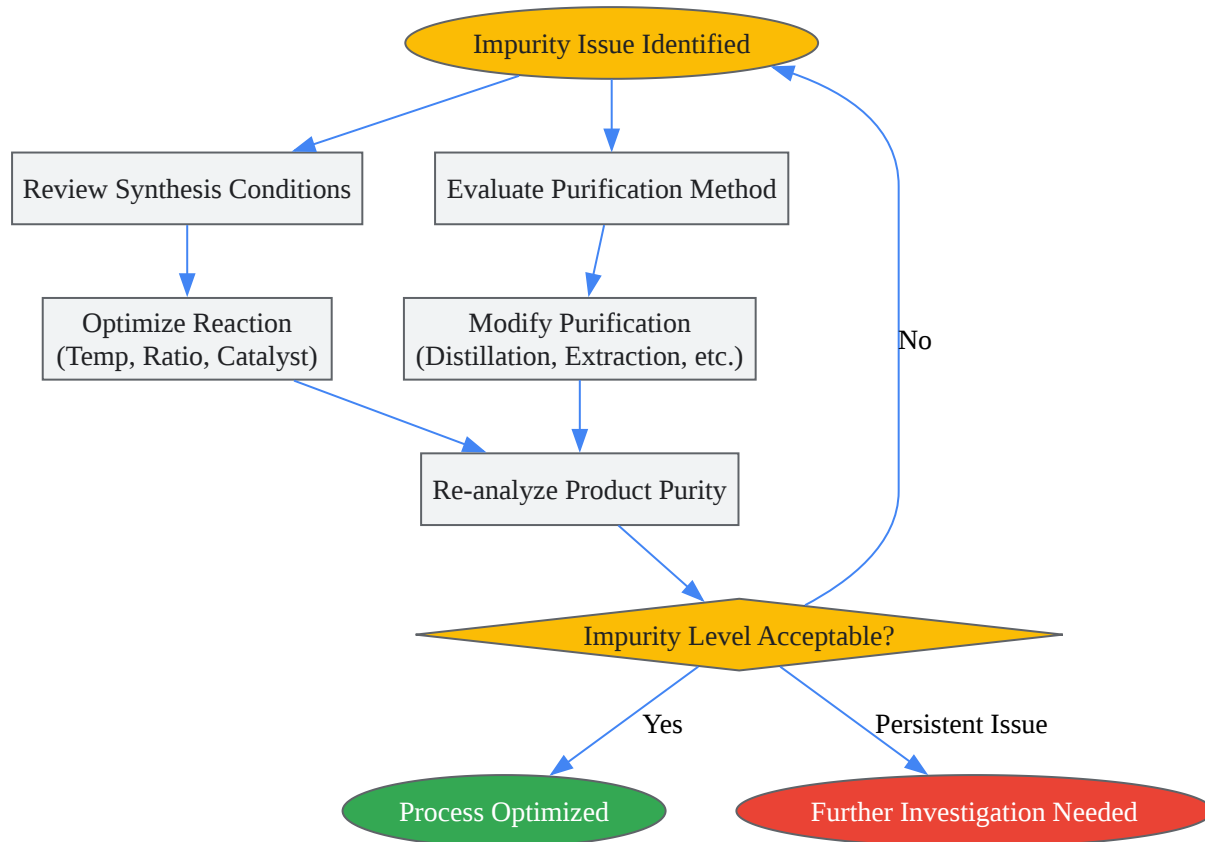 Impurity Issue Identified
Review Synthesis Conditions
Evaluate Purification Method
Optimize Reaction
(Temp, Ratio, Catalyst)
Modify Purification
(Distillation, Extraction, etc.)
No
Re-analyze Product Purity
Impurity Level Acceptable?
Yes
Persistent Issue
Process Optimized
Further Investigation Needed